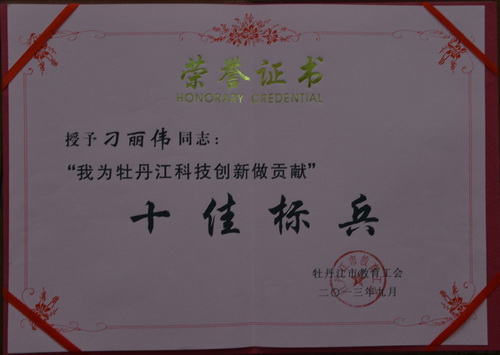 荣誉证书
HONORARY CREDENTIAL
授予刁丽伟同志：
“我为牡丹江科技创新做贡献”
十佳标兵
牡丹江市教育工会
二〇一三年九月